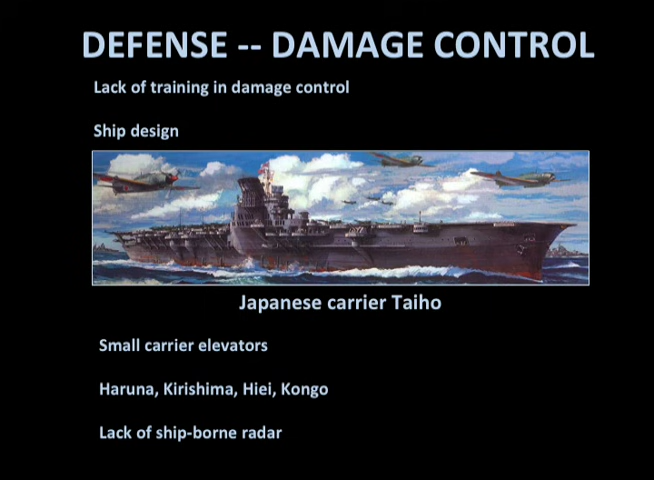 DEFENSE -- DAMAGE CONTROL
Lack of training in damage control
Ship design
Japanese carrier Taiho
Small carrier elevators
Haruna, Kirishima, Hiei, Kongo
Lack of ship-borne radar